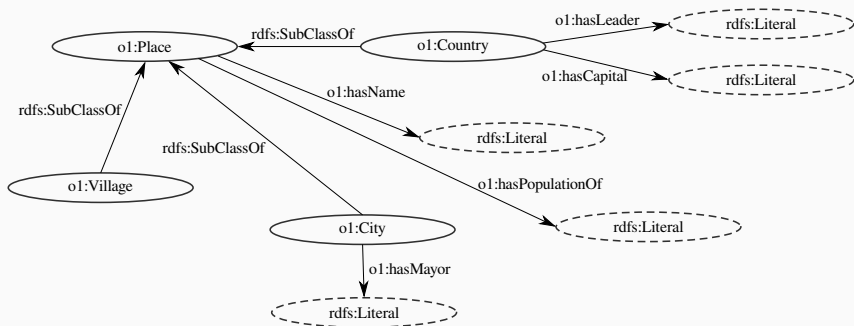 o1:hasLeader
rdfs:Literal
rdfs:SubClassOf
o1:Place
o1:Country
o1:hasCapital
rdfs:Literal
o1:hasName
rdfs:SubClassOf
rdfs:Literal
rdfs:SubClassOf
o1:hasPopulationOf
o1:Village
o1:City
rdfs:Literal
o1:hasMayor
rdfs:Literal